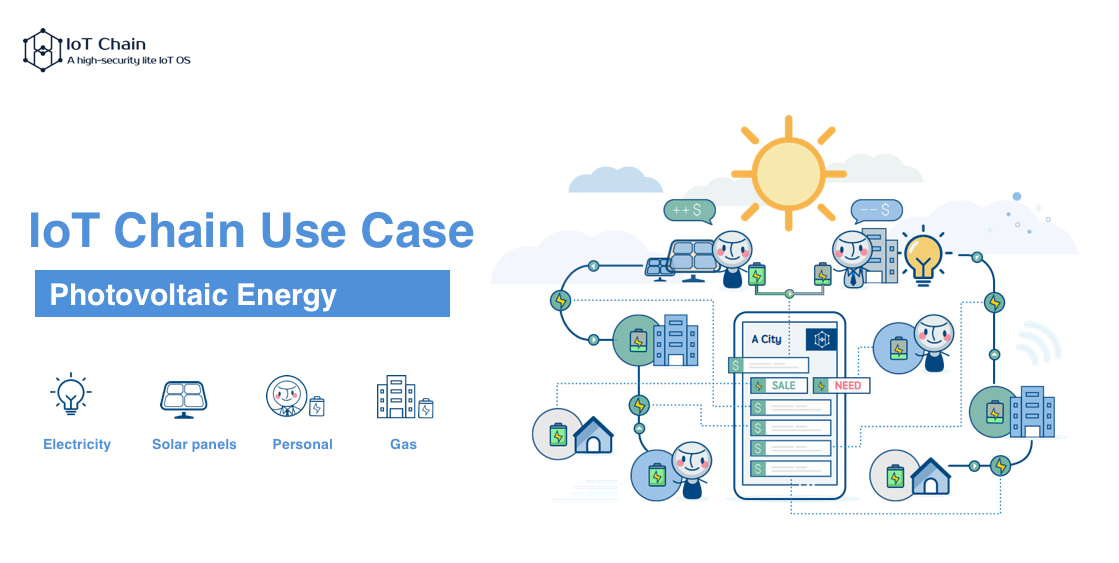 IoT Chain
A high-security lite IoT OS
IoT Chain Use Case
Photovoltaic Energy
Electricity
Solar panels
Personal
Gas
++ $
-- $
A City
$
SALE
NEED
$
$
$
$